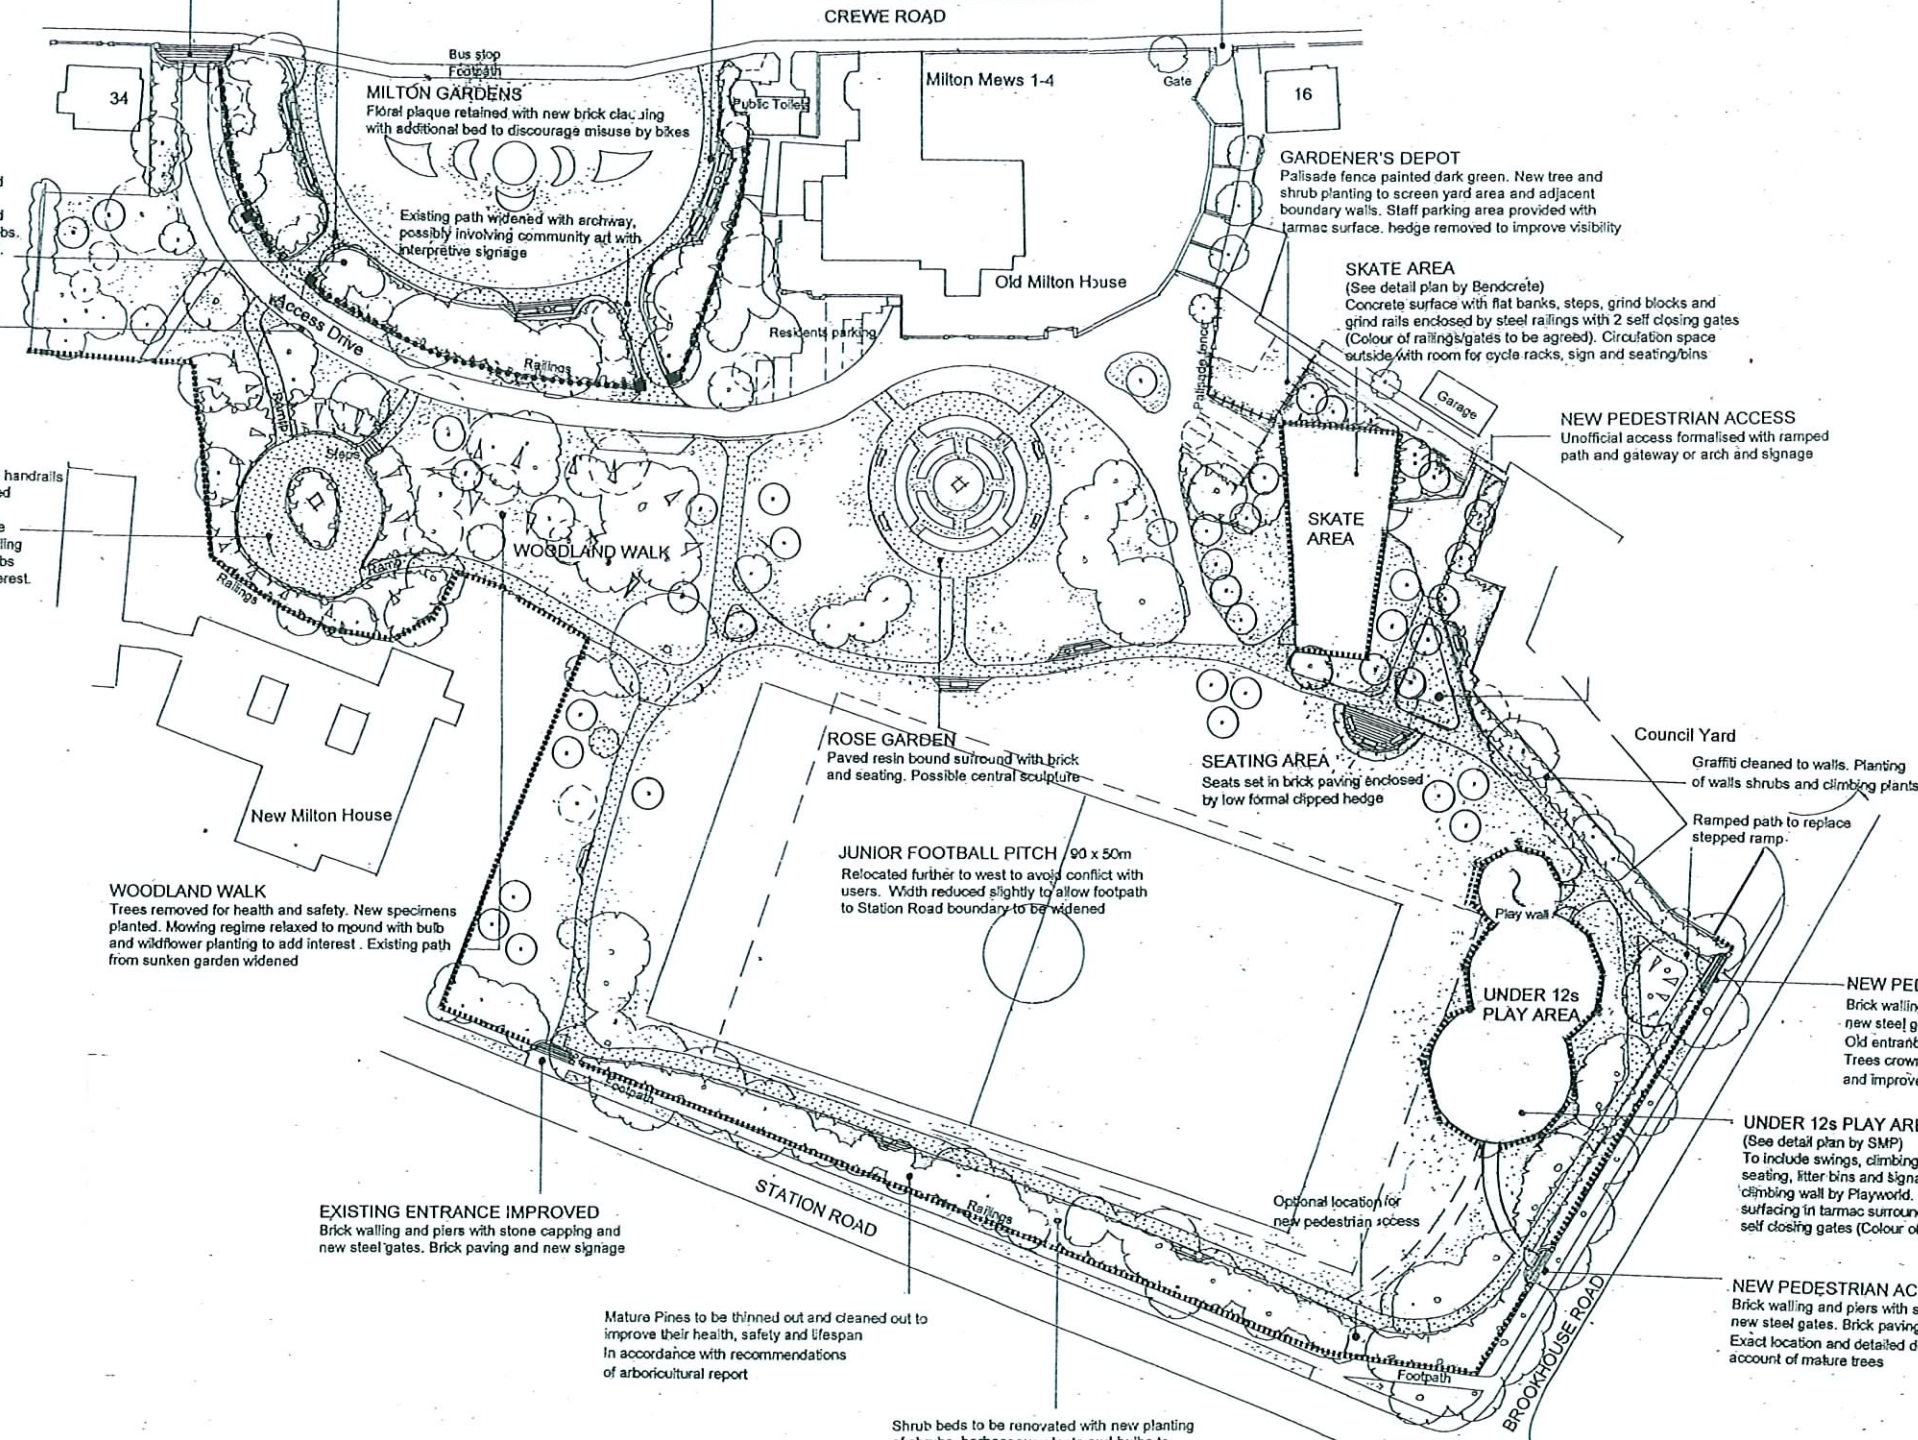 CREWE ROAD
Bus stop
Footpath
34
MILTON GARDENS
Floral plaque retained with new brick
with additional bed to discourage misuse by bikes
Existing path widened with archway,
possibly involving community art with
interpretive signage
Public Toilets
Milton Mews 1-4
Gate
16
Old Milton House
Residents parking
GARDENER'S DEPOT
Palisade fence painted dark green. New tree and
shrub planting to screen yard area and adjacent
boundary walls. Staff parking area provided with
tarmac surface. hedge removed to improve visibility
SKATE AREA
(See detail plan by Bendcrete)
Concrete surface with flat banks, steps, grind blocks and
grind rails enclosed by steel railings with 2 self closing gates
(Colour of railings/gates to be agreed). Circulation space
outside with room for cycle racks, sign and seating/bins
Palisade fence
Garage
NEW PEDESTRIAN ACCESS
Unofficial access formalised with ramped
path and gateway or arch and signage
Access Drive
Railings
Ramp
Steps
handrails
Ramp
Railings
WOODLAND WALK
SKATE
AREA
New Milton House
ROSE GARDEN
Paved resin bound surround with brick
and seating. Possible central sculpture
SEATING AREA
Seats set in brick paving enclosed
by low formal clipped hedge
Council Yard
Graffiti cleaned to walls. Planting
of walls shrubs and climbing plants
Ramped path to replace
stepped ramp
JUNIOR FOOTBALL PITCH 90 x 50m
Relocated further to west to avoid conflict with
users. Width reduced slightly to allow footpath
to Station Road boundary to be widened
WOODLAND WALK
Trees removed for health and safety. New specimens
planted. Mowing regime relaxed to mound with bulb
and wildflower planting to add interest . Existing path
from sunken garden widened
Play wall
UNDER 12s
PLAY AREA
NEW PED
Brick wallin
new steel g
Old entran
Trees crow
and improve
UNDER 12s PLAY ARE
(See detail plan by SMP)
To include swings, climbing
seating, litter bins and signa
climbing wall by Playworld.
surfacing in tarmac surroun
self closing gates (Colour o
Footpath
EXISTING ENTRANCE IMPROVED
Brick walling and piers with stone capping and
new steel gates. Brick paving and new signage
STATION ROAD
Railings
Optional location for
new pedestrian access
NEW PEDESTRIAN AC
Brick walling and piers with s
new steel gates. Brick paving
Exact location and detailed d
account of mature trees
BROOKHOUSE ROAD
Footpath
Mature Pines to be thinned out and cleaned out to
improve their health, safety and lifespan
In accordance with recommendations
of arboricultural report
Shrub beds to be renovated with new planting